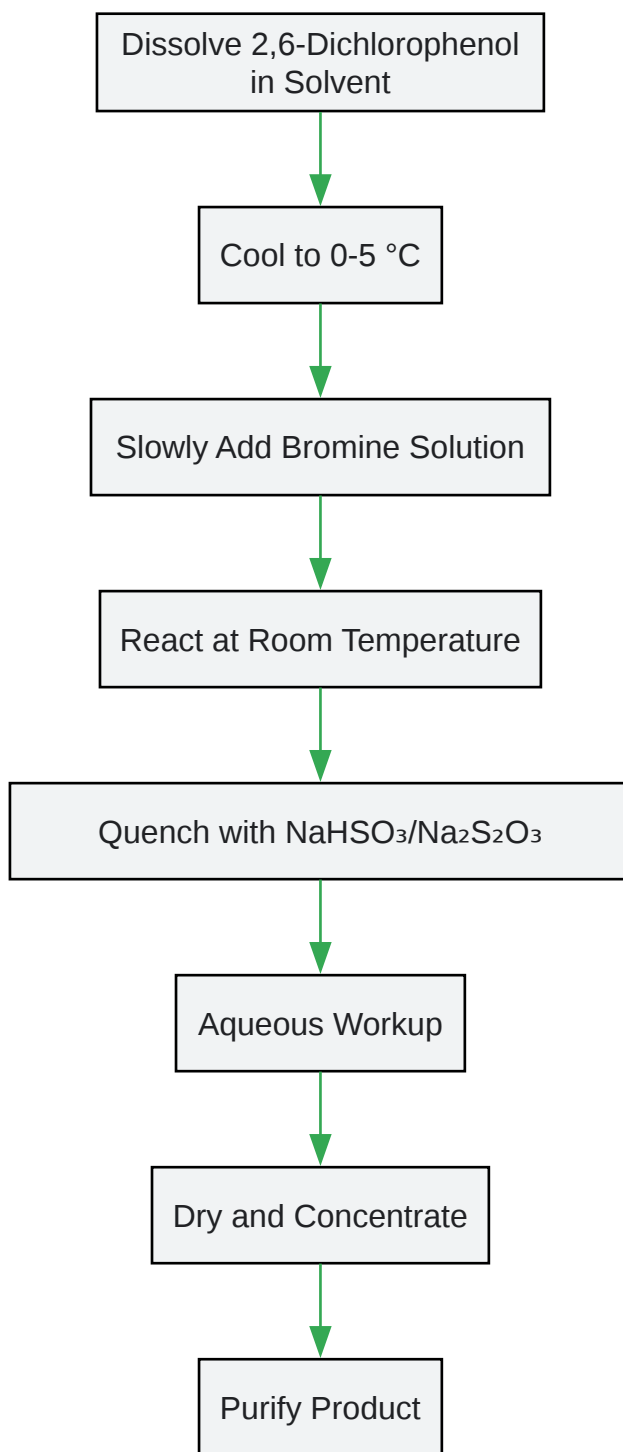 Dissolve 2,6-Dichlorophenol
in Solvent
Cool to 0-5 °C
Slowly Add Bromine Solution
React at Room Temperature
Quench with NaHSO₃/Na₂S₂O₃
Aqueous Workup
Dry and Concentrate
Purify Product